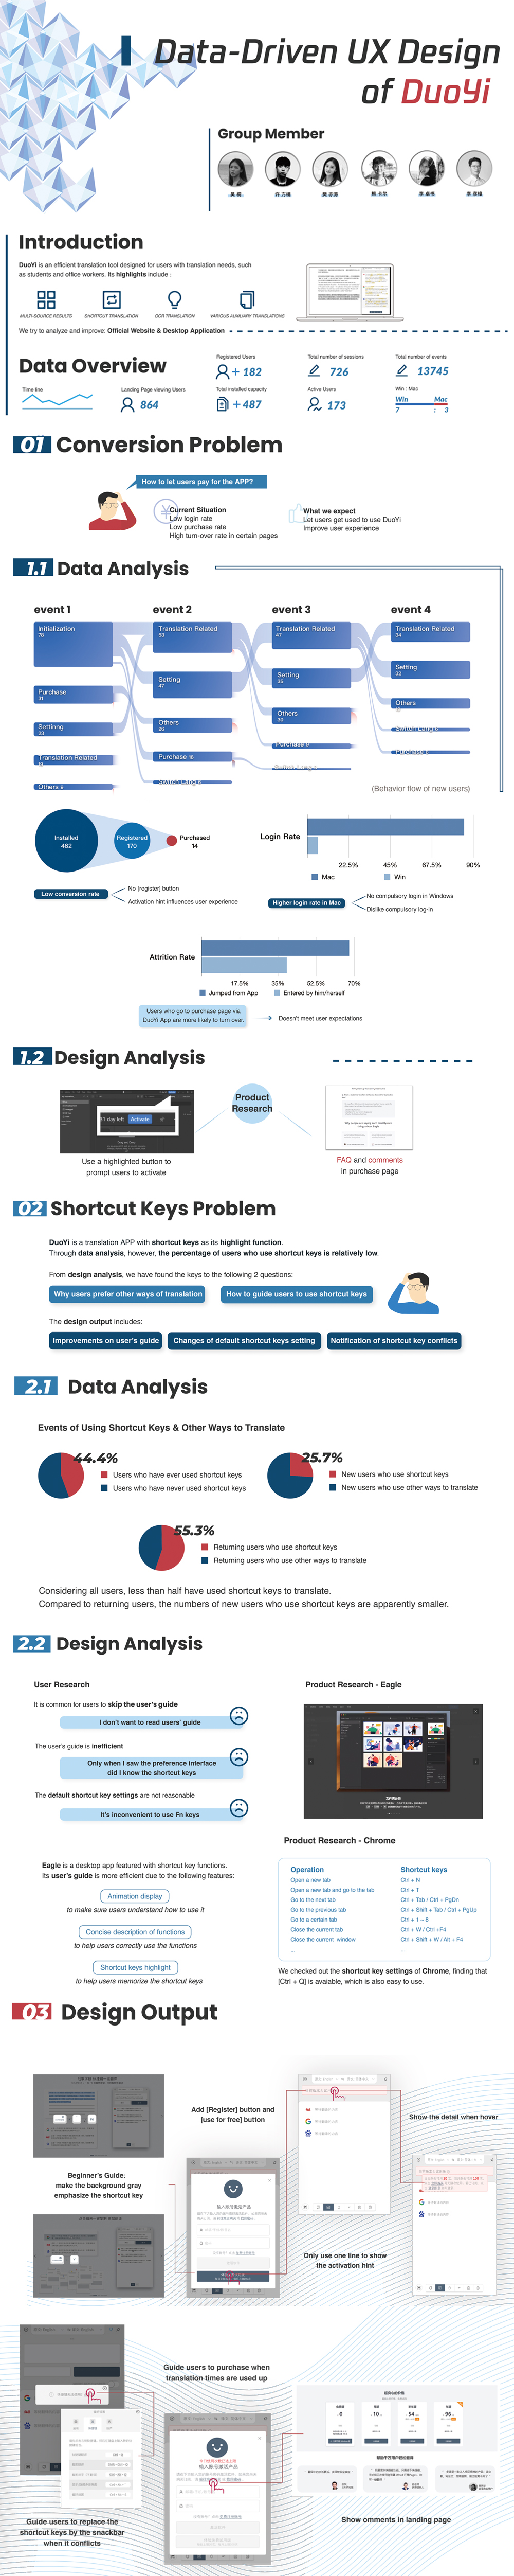 Data-Driven UX Design
of DuoYi
Group Member
Introduction
DuoYi is an efficient translation tool designed for users with translation needs, such
as students and office workers. Its highlights include :
MULTI-SOURCE RESULTS
SHORTCUT TRANSLATION
OCR TRANSLATION
VARIOUS AUXILIARY TRANSLATIONS
We try to analyze and improve: Official Website & Desktop Application
Data Overview
Registered Users
+ 182
Total number of sessions
726
Total number of events
13745
Time line
Landing Page viewing Users
864
Total installed capacity
+ 487
Active Users
173
Win : Mac
Win Mac
7 : 3
01 Conversion Problem
How to let users pay for the APP?
Current Situation
Low login rate
Low purchase rate
High turn-over rate in certain pages
What we expect
Let users get used to use DuoYi
Improve user experience
1.1 Data Analysis
event 1
event 2
event 3
event 4
Initialization
76
Purchase
31
Settinng
23
Translation Related
Others 9
Translation Related
53
Setting
47
Others
28
Purchase 16
Switch Lang 6
Translation Related
47
Setting
35
Others
30
Purchase 9
Translation Related
34
Setting
32
Others
Switch Lang 6
Purchase
(Behavior flow of new users)
Installed
462
Registered
170
Purchased
14
Low conversion rate
No [register] button
Activation hint influences user experience
Login Rate
22.5%
45%
67.5%
90%
Mac
Win
Higher login rate in Mac
No compulsory login in Windows
Dislike compulsory log-in
Attrition Rate
17.5%
35%
52.5%
70%
Jumped from App
Entered by him/herself
Users who go to purchase page via
DuoYi App are more likely to turn over.
Doesn't meet user expectations
1.2 Design Analysis
day left
Activate
Use a highlighted button to
prompt users to activate
Product
Research
FAQ and comments
in purchase page
02 Shortcut Keys Problem
DuoYi is a translation APP with shortcut keys as its highlight function.
Through data analysis, however, the percentage of users who use shortcut keys is relatively low.
From design analysis, we have found the keys to the following 2 questions:
Why users prefer other ways of translation
How to guide users to use shortcut keys
The design output includes:
Improvements on user's guide
Changes of default shortcut keys setting
Notification of shortcut key conflicts
2.1 Data Analysis
Events of Using Shortcut Keys & Other Ways to Translate
44.4%
Users who have ever used shortcut keys
Users who have never used shortcut keys
25.7%
New users who use shortcut keys
New users who use other ways to translate
55.3%
Returning users who use shortcut keys
Returning users who use other ways to translate
Considering all users, less than half have used shortcut keys to translate.
Compared to returning users, the numbers of new users who use shortcut keys are apparently smaller.
2.2 Design Analysis
User Research
It is common for users to skip the user's guide
I don't want to read users' guide
The user's guide is inefficient
Only when I saw the preference interface
did I know the shortcut keys
The default shortcut key settings are not reasonable
It's inconvenient to use Fn keys
Product Research - Eagle
Eagle is a desktop app featured with shortcut key functions.
Its user's guide is more efficient due to the following features:
Animation display
to make sure users understand how to use it
Concise description of functions
to help users correctly use the functions
Shortcut keys highlight
to help users memorize the shortcut keys
Product Research - Chrome
Operation Shortcut keys
Open a new tab Ctrl + N
Open a new tab and go to the tab Ctrl + T
Go to the next tab Ctrl + Tab / Ctrl + PgDn
Go to the previous tab Ctrl + Shift + Tab / Ctrl + PgUp
Go to a certain tab Ctrl + 1 ~ 8
Close the current tab Ctrl + W / Ctrl +F4
Close the current window Ctrl + Shift + W / Alt + F4
... ...
We checked out the shortcut key settings of Chrome, finding that
[Ctrl + Q] is avaiable, which is also easy to use.
03 Design Output
Add [Register] button and
[use for free] button
Show the detail when hover
Beginner's Guide:
make the background gray
emphasize the shortcut key
输入账号激活产品
Only use one line to show
the activation hint
Guide users to purchase when
translation times are used up
输入账号激活产品
Guide users to replace the
shortcut keys by the snackbar
when it conflicts
Show omments in landing page